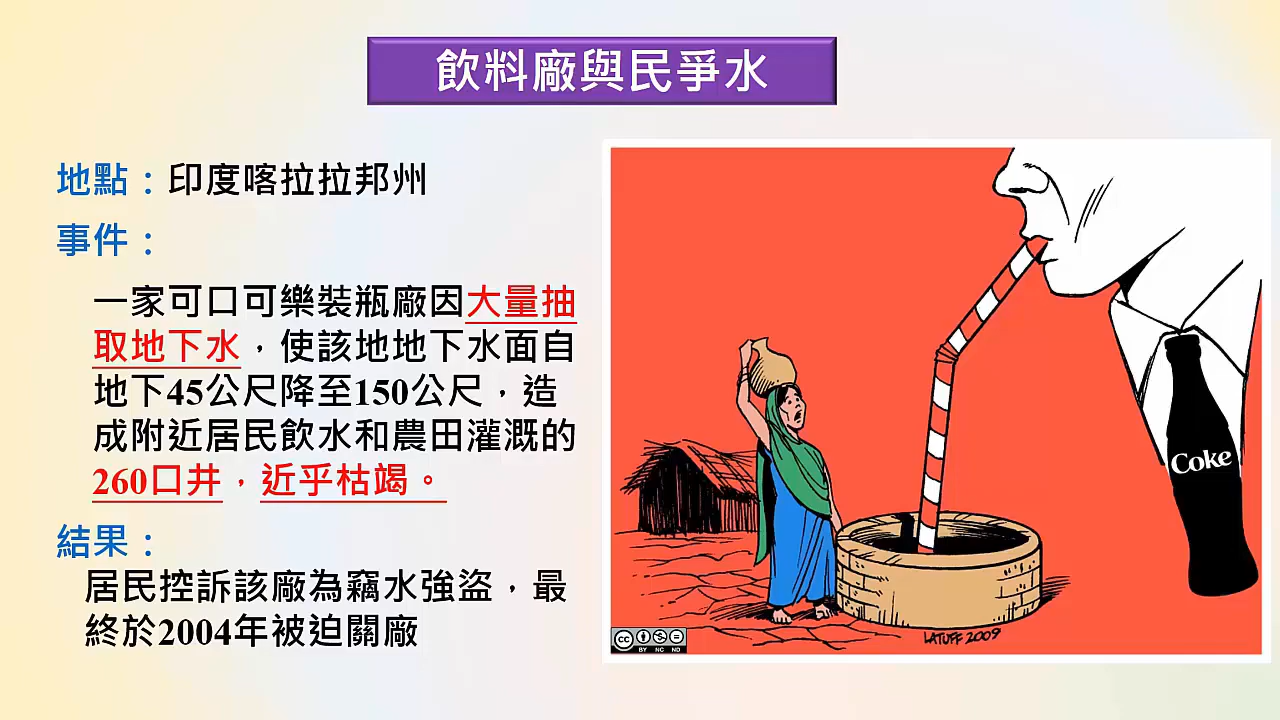 飲料廠與民爭水
地點：印度喀拉拉邦州
事件：
一家可口可樂裝瓶廠因大量抽
取地下水，使該地地下水面自
地下45公尺降至150公尺，造
成附近居民飲水和農田灌溉的
260口井，近乎枯竭。
結果：
居民控訴該廠為竊水強盜，最
終於2004年被迫關廠
Coke
LATUFF 2009
cc
BY NC ND